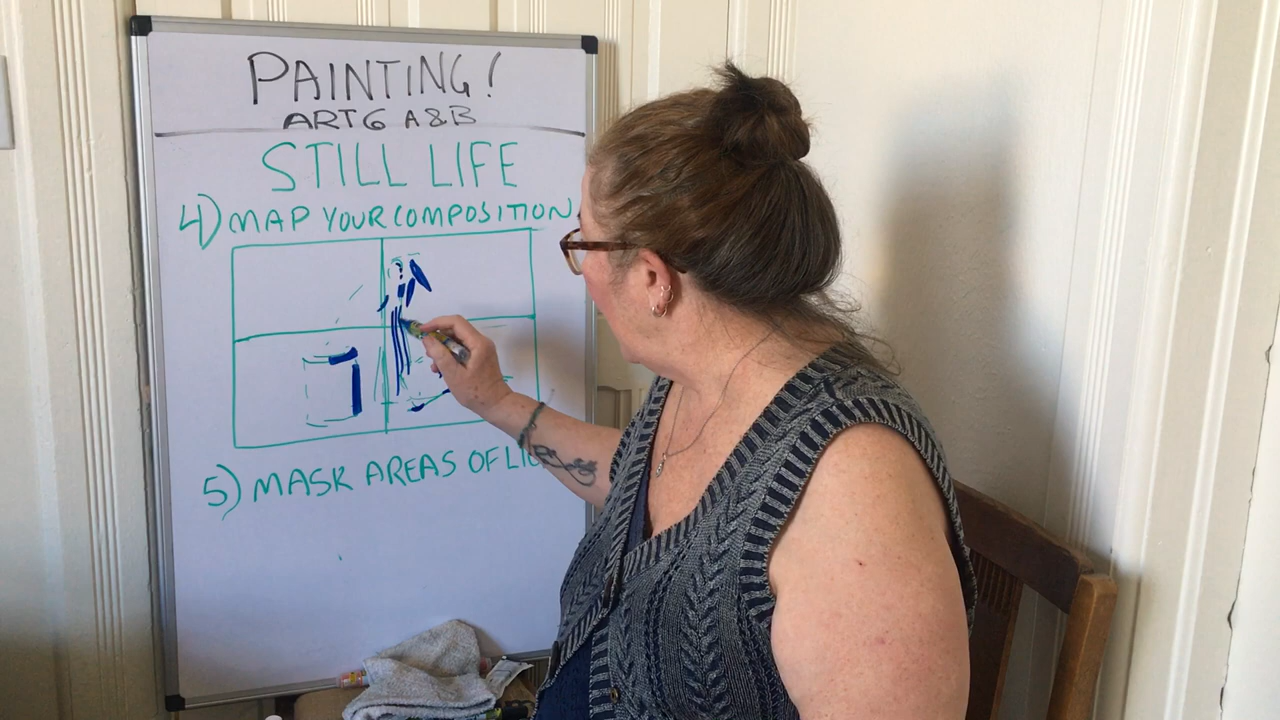 PAINTING!
ART6 A&B
STILL LIFE
4) MAP YOUR COMPOSITION
5) MASK AREAS OF